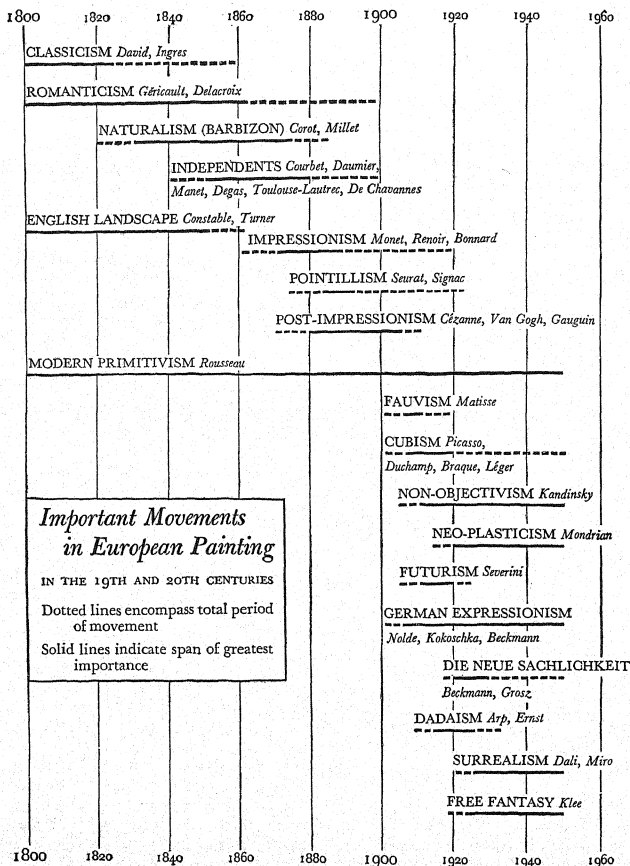 1800 1820 1840 1860 1880 1900 1920 1940 1960
CLASSICISM David, Ingres
ROMANTICISM Géricault, Delacroix
NATURALISM (BARBIZON) Corot, Millet
INDEPENDENTS Courbet, Daumier,
Manet, Degas, Toulouse-Lautrec, De Chavannes
ENGLISH LANDSCAPE Constable, Turner
IMPRESSIONISM Monet, Renoir, Bonnard
POINTILLISM Seurat, Signac
POST-IMPRESSIONISM Cézanne, Van Gogh, Gauguin
MODERN PRIMITIVISM Rousseau
FAUVISM Matisse
CUBISM Picasso,
Duchamp, Braque, Léger
NON-OBJECTIVISM Kandinsky
NEO-PLASTICISM Mondrian
FUTURISM Severini
GERMAN EXPRESSIONISM
Nolde, Kokoschka, Beckmann
DIE NEUE SACHLICHKEIT
Beckmann, Grosz
DADAISM Arp, Ernst
SURREALISM Dali, Miro
FREE FANTASY Klee
Important Movements
in European Painting
IN THE 19TH AND 20TH CENTURIES
Dotted lines encompass total period
of movement
Solid lines indicate span of greatest
importance
1800 1820 1840 1860 1880 1900 1920 1940 1960